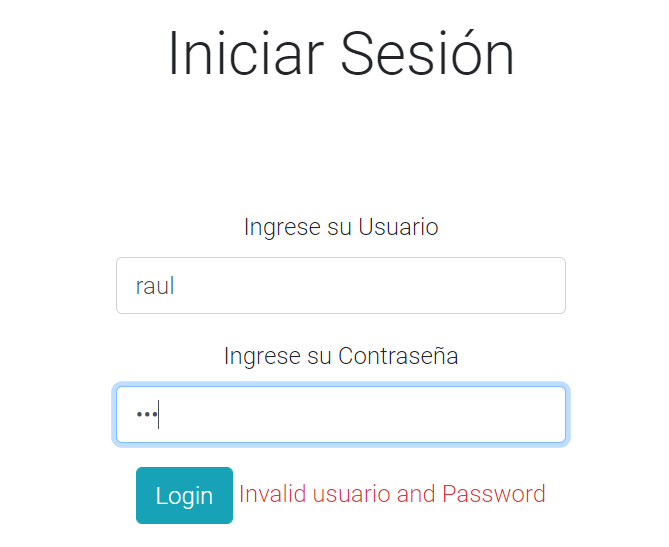 Iniciar Sesión
Ingrese su Usuario
raul
Ingrese su Contraseña
•••
Login Invalid usuario and Password